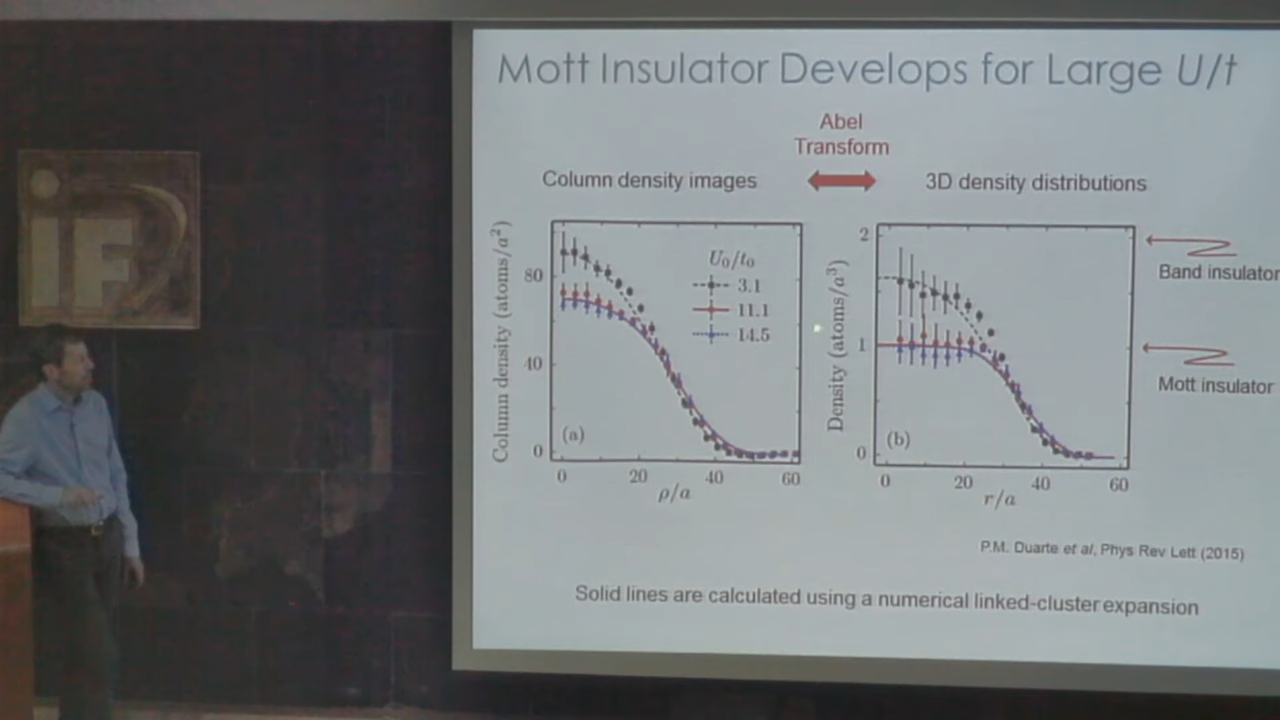 Mott Insulator Develops for Large U/t
Abel
Transform
Column density images
3D density distributions
Column density (atoms/a²)
80
40
0
U₀/t₀
3.1
11.1
14.5
(a)
0 20 40 60
ρ/a
Density (atoms/a³)
2
1
0
(b)
0 20 40 60
r/a
Band insulator
Mott insulator
P.M. Duarte et al, Phys Rev Lett (2015)
Solid lines are calculated using a numerical linked-cluster expansion
iF